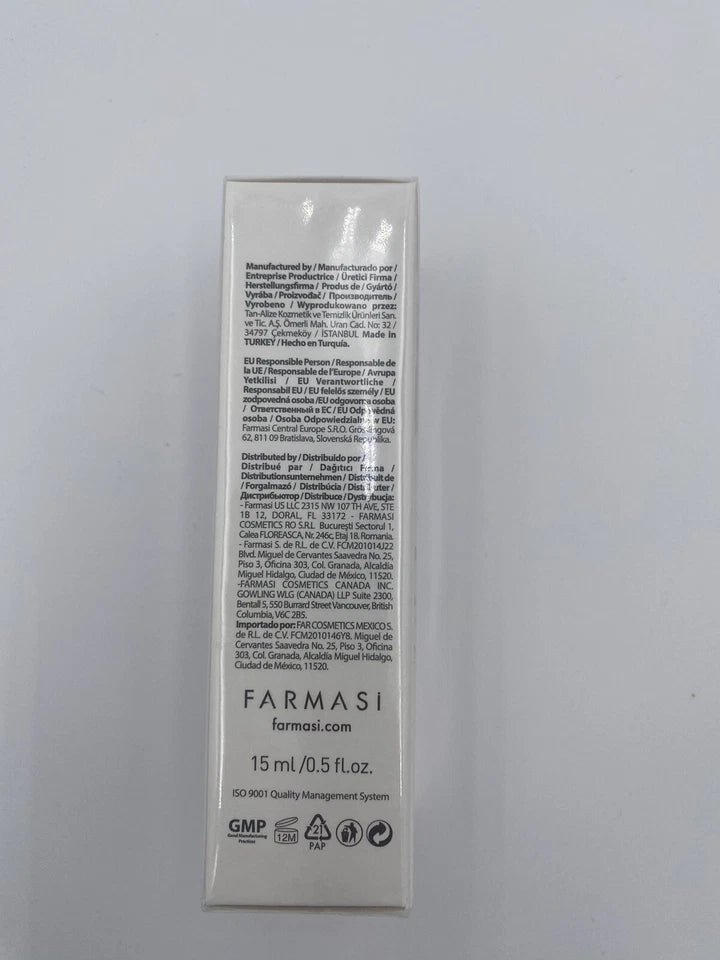 Manufactured by / Manufacturado por /
Entreprise Productrice / Üretici Firma /
Herstellungsfirma / Produs de / Gyártó /
Vyrába / Proizvođač / Производитель /
Vyrobeno / Wyprodukowano przez:
Tan-Alize Kozmetik ve Temizlik Ürünleri San.
ve Tic. A.Ş. Ömerli Mah. Uran Cad. No: 32 /
34797 Çekmeköy / İSTANBUL Made in
TURKEY / Hecho en Turquía.
EU Responsible Person / Responsable de
la UE / Responsable de l'Europe / Avrupa
Yetkilisi / EU Verantwortliche /
Responsabil EU / EU felelős személy / EU
zodpovedná osoba /EU odgovorna osoba
/ Ответственный в ЕС / EU Odpovědná
osoba / Osoba Odpowiedzialna w EU:
Farmasi Central Europe S.R.O. Grösslingová
62, 811 09 Bratislava, Slovenská Republika.
Distributed by / Distribuido por /
Distribué par / Dağıtıcı Firma /
Distributionsunternehmen / Distribuit de
/ Forgalmazó / Distribúcia / Distributer /
Дистрибьютор / Distribuce / Dystrybucja:
- Farmasi US LLC 2315 NW 107 TH AVE, STE
1B 12, DORAL, FL 33172 - FARMASI
COSMETICS RO S.R.L Bucureşti Sectorul 1,
Calea FLOREASCA, Nr. 246c, Etaj 18. Romania.
- Farmasi S. de R.L. de C.V. FCM201014J22
Blvd. Miguel de Cervantes Saavedra No. 25,
Piso 3, Oficina 303, Col. Granada, Alcaldía
Miguel Hidalgo, Ciudad de México, 11520.
-FARMASI COSMETICS CANADA INC.
GOWLING WLG (CANADA) LLP Suite 2300,
Bentall 5, 550 Burrard Street Vancouver, British
Columbia, V6C 2B5.
Importado por: FAR COSMETICS MEXICO S.
de R.L. de C.V. FCM2010146Y8. Miguel de
Cervantes Saavedra No. 25, Piso 3, Oficina
303, Col. Granada, Alcaldía Miguel Hidalgo,
Ciudad de México, 11520.
FARMASi
farmasi.com
15 ml /0.5 fl.oz.
ISO 9001 Quality Management System
GMP
Good Manufacturing
Practices
12M
21
PAP